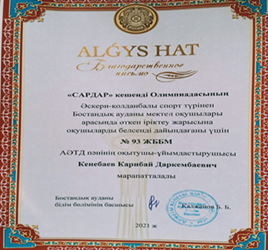 ALǴYS HAT
Благодарственное
письмо
«САРДАР» кешенді Олимпиадасының
Әскери-қолданбалы спорт түрінен
Бостандық ауданы мектеп оқушылары
арасында өткен іріктеу жарысына
оқушыларды белсенді дайындағаны үшін
№ 93 ЖББМ
АӘТД пәнінің оқытушы-ұйымдастырушысы
Кенебаев Карибай Даркембаевич
марапатталады
Бостандық ауданы
білім бөлімінің басшысы
Б. Б.
2021 ж